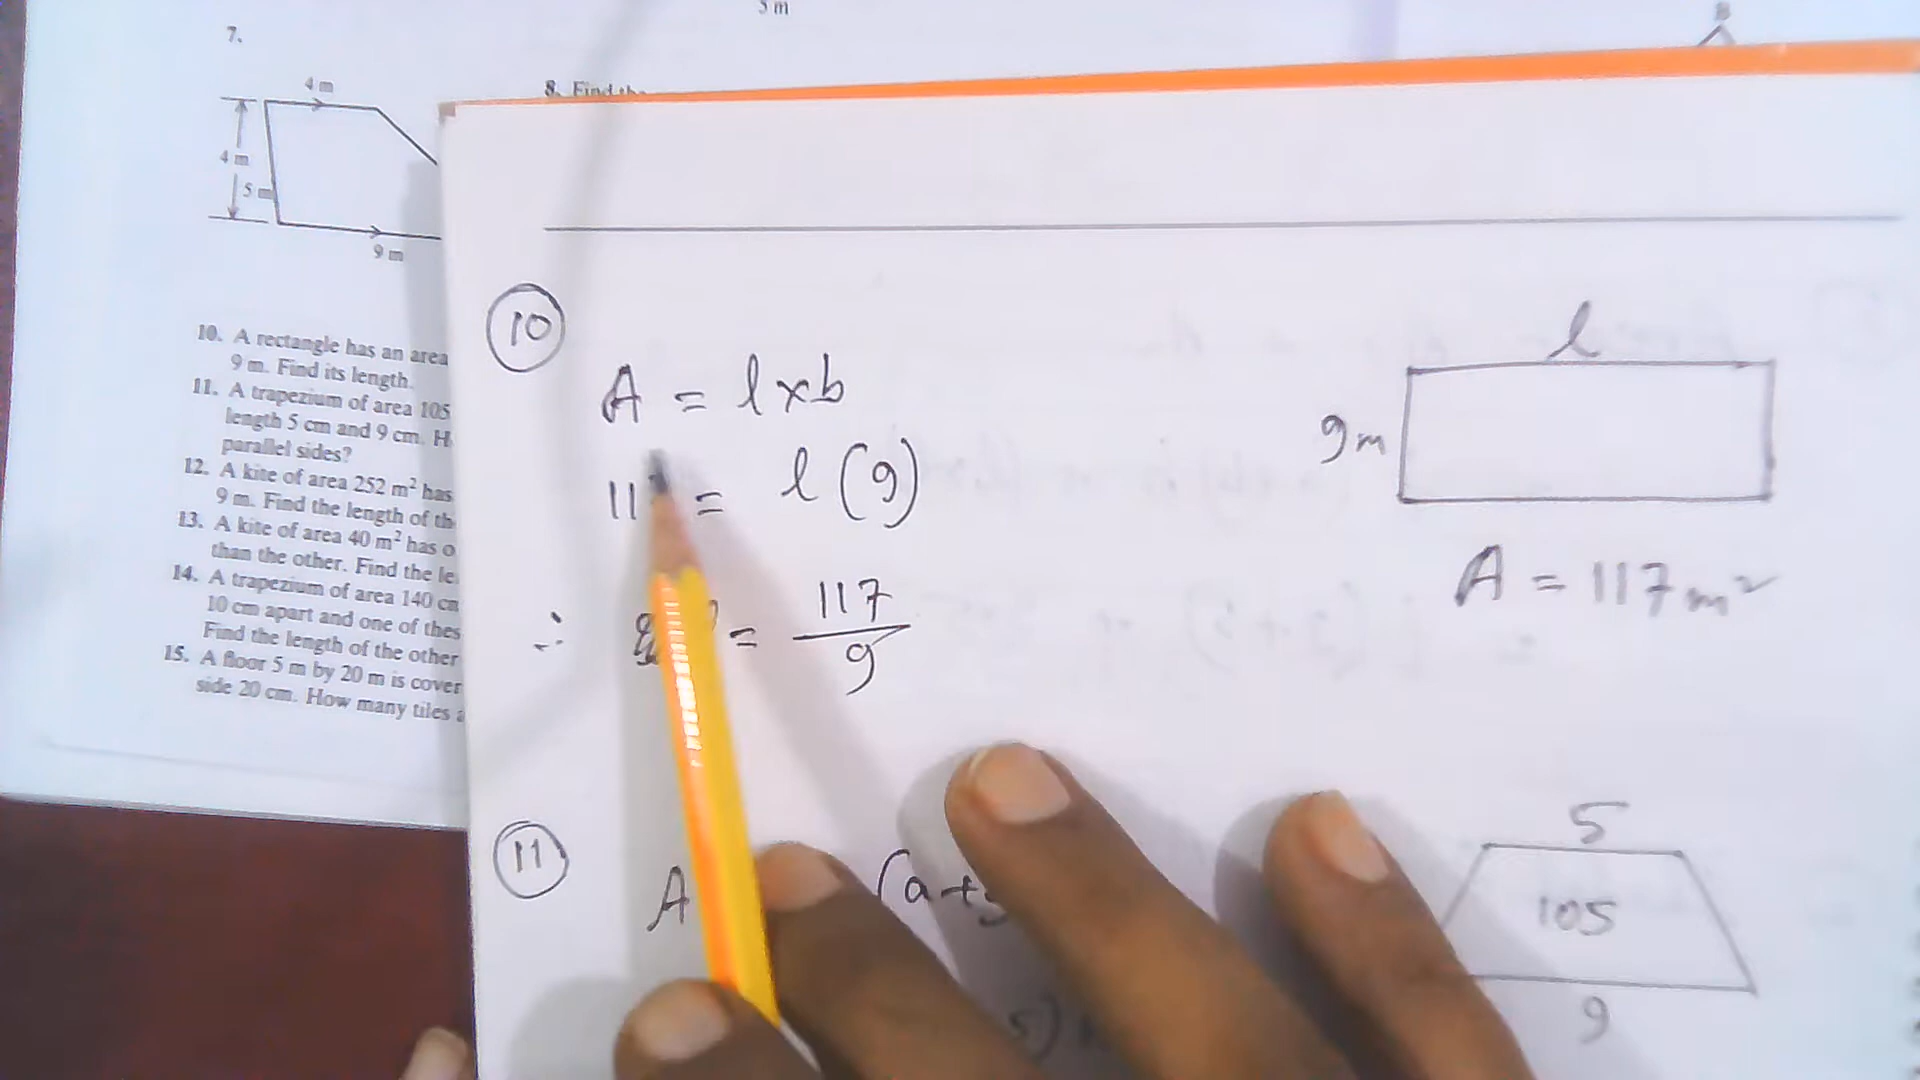 5 m
7.
4 m
4 m
5 m
9 m
8. Find the
10. A rectangle has an area
9 m. Find its length.
11. A trapezium of area 105
length 5 cm and 9 cm. H
parallel sides?
12. A kite of area 252 m² has
9 m. Find the length of th
13. A kite of area 40 m² has o
than the other. Find the le
14. A trapezium of area 140 cm
10 cm apart and one of thes
Find the length of the other
15. A floor 5 m by 20 m is cover
side 20 cm. How many tiles a
10
A = l x b
11 = l (9)
∴ = 117/9
l
9m
A = 117 m²
11
A (a+
5
105
9